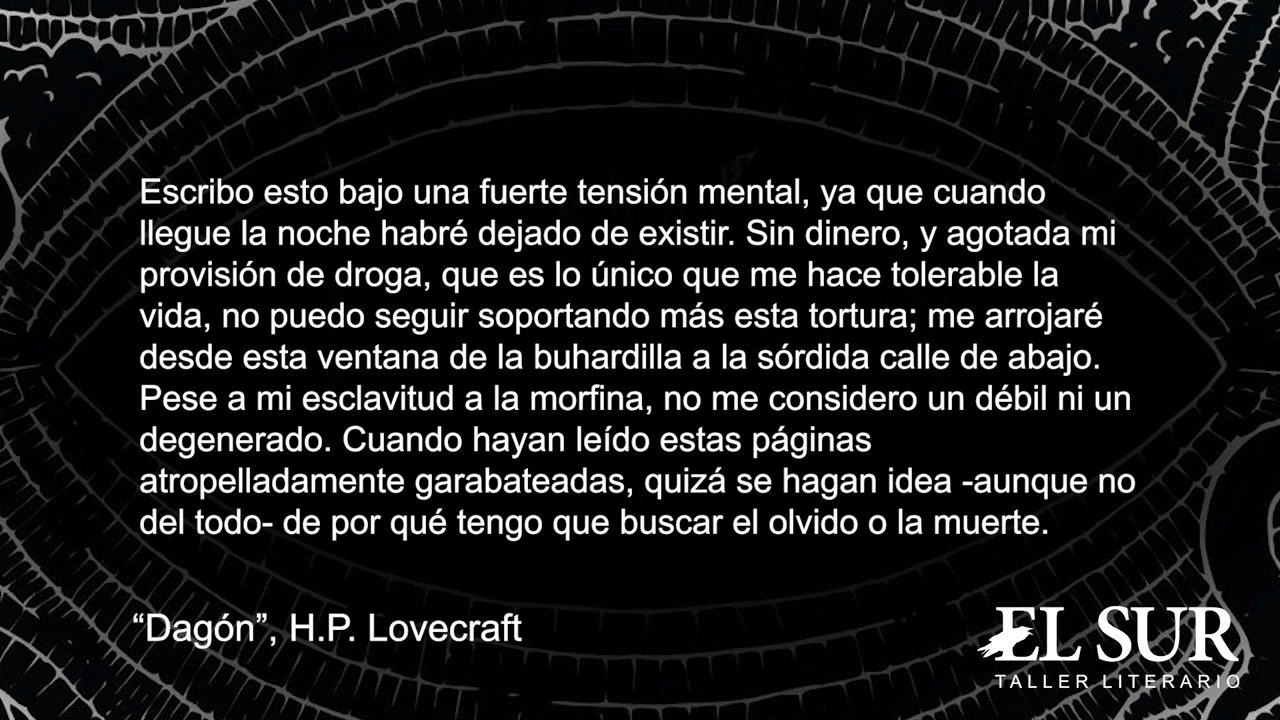 Escribo esto bajo una fuerte tensión mental, ya que cuando
llegue la noche habré dejado de existir. Sin dinero, y agotada mi
provisión de droga, que es lo único que me hace tolerable la
vida, no puedo seguir soportando más esta tortura; me arrojaré
desde esta ventana de la buhardilla a la sórdida calle de abajo.
Pese a mi esclavitud a la morfina, no me considero un débil ni un
degenerado. Cuando hayan leído estas páginas
atropelladamente garabateadas, quizá se hagan idea -aunque no
del todo- de por qué tengo que buscar el olvido o la muerte.
“Dagón”, H.P. Lovecraft
EL SUR
TALLER LITERARIO